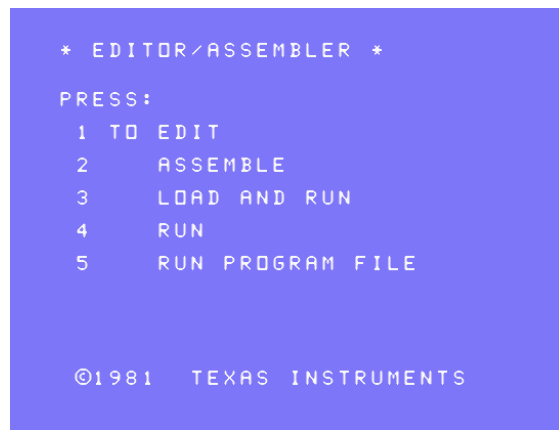 * EDITOR/ASSEMBLER *
PRESS:
1 TO EDIT
2 ASSEMBLE
3 LOAD AND RUN
4 RUN
5 RUN PROGRAM FILE
©1981 TEXAS INSTRUMENTS